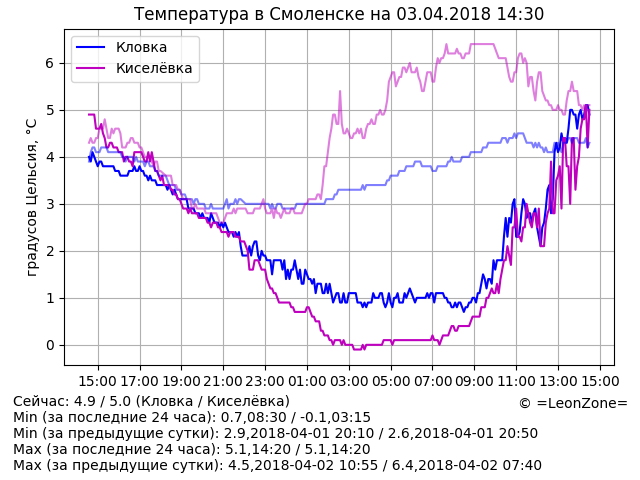 Температура в Смоленске на 03.04.2018 14:30
Кловка
Киселёвка
градусов Цельсия, °C
6
5
4
3
2
1
0
15:00 17:00 19:00 21:00 23:00 01:00 03:00 05:00 07:00 09:00 11:00 13:00 15:00
Сейчас: 4.9 / 5.0 (Кловка / Киселёвка)
© =LeonZone=
Min (за последние 24 часа): 0.7,08:30 / -0.1,03:15
Min (за предыдущие сутки): 2.9,2018-04-01 20:10 / 2.6,2018-04-01 20:50
Max (за последние 24 часа): 5.1,14:20 / 5.1,14:20
Max (за предыдущие сутки): 4.5,2018-04-02 10:55 / 6.4,2018-04-02 07:40